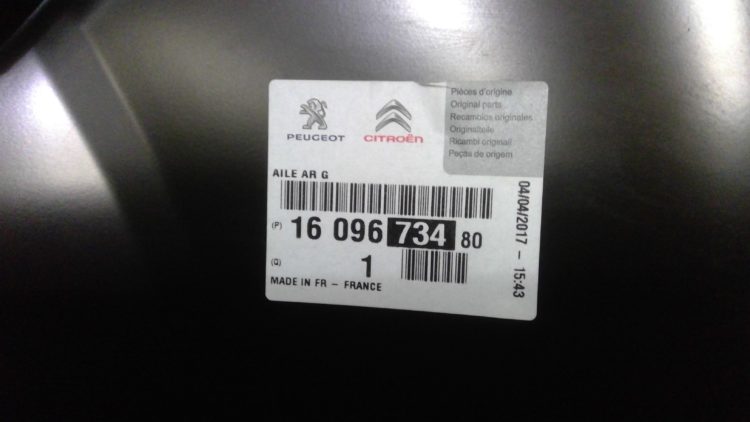 PEUGEOT
CITROËN
Pièces d'origine
Original parts
Recambios originales
Originalteile
Ricambi originali
Peças de origem
AILE AR G
(P) 16 096 734 80
(Q) 1
MADE IN FR - FRANCE
04/04/2017 - 15:43